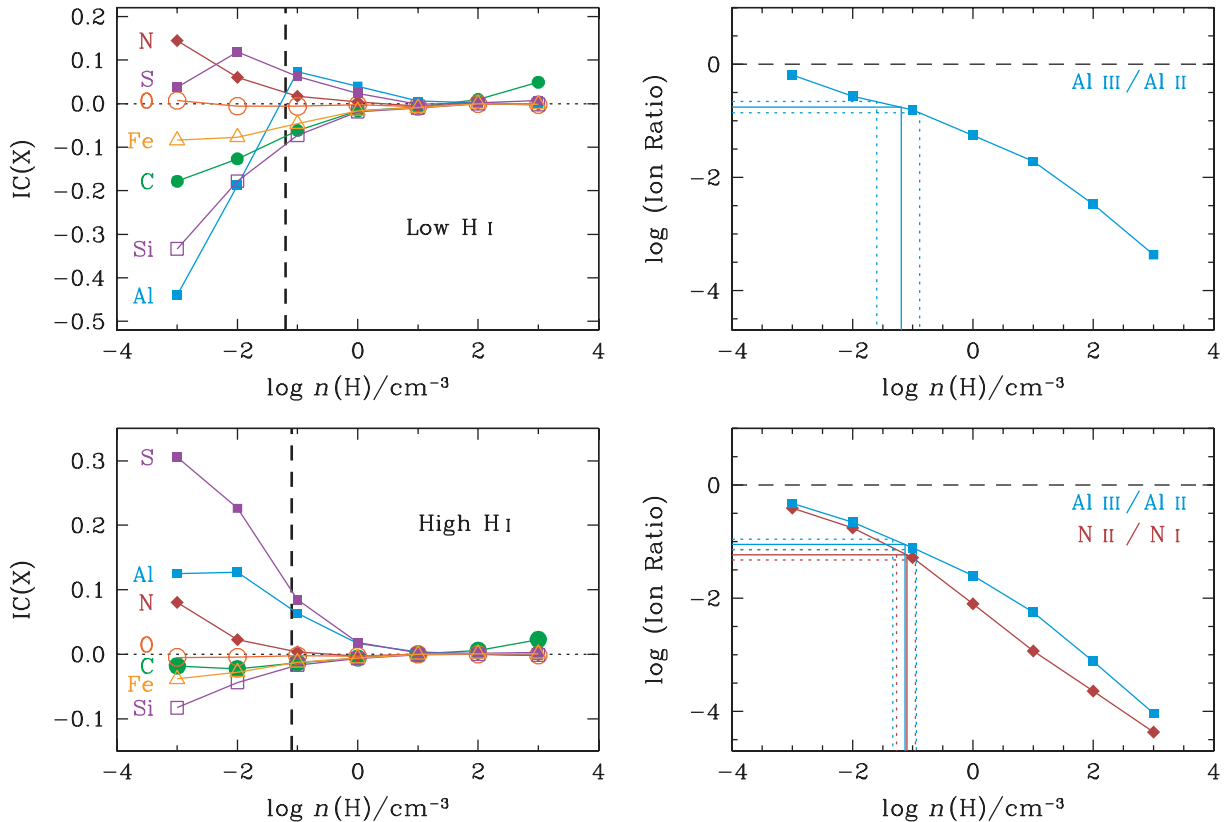 0.2
0.1
0.0
−0.1
−0.2
−0.3
−0.4
−0.5
IC(X)
N
S
O
Fe
C
Si
Al
Low H I
−4 −2 0 2 4
log n(H)/cm⁻³
0
−2
−4
log (Ion Ratio)
Al III/Al II
−4 −2 0 2 4
log n(H)/cm⁻³
0.3
0.2
0.1
0.0
−0.1
IC(X)
S
Al
N
O
C
Fe
Si
High H I
−4 −2 0 2 4
log n(H)/cm⁻³
0
−2
−4
log (Ion Ratio)
Al III/Al II
N II / N I
−4 −2 0 2 4
log n(H)/cm⁻³